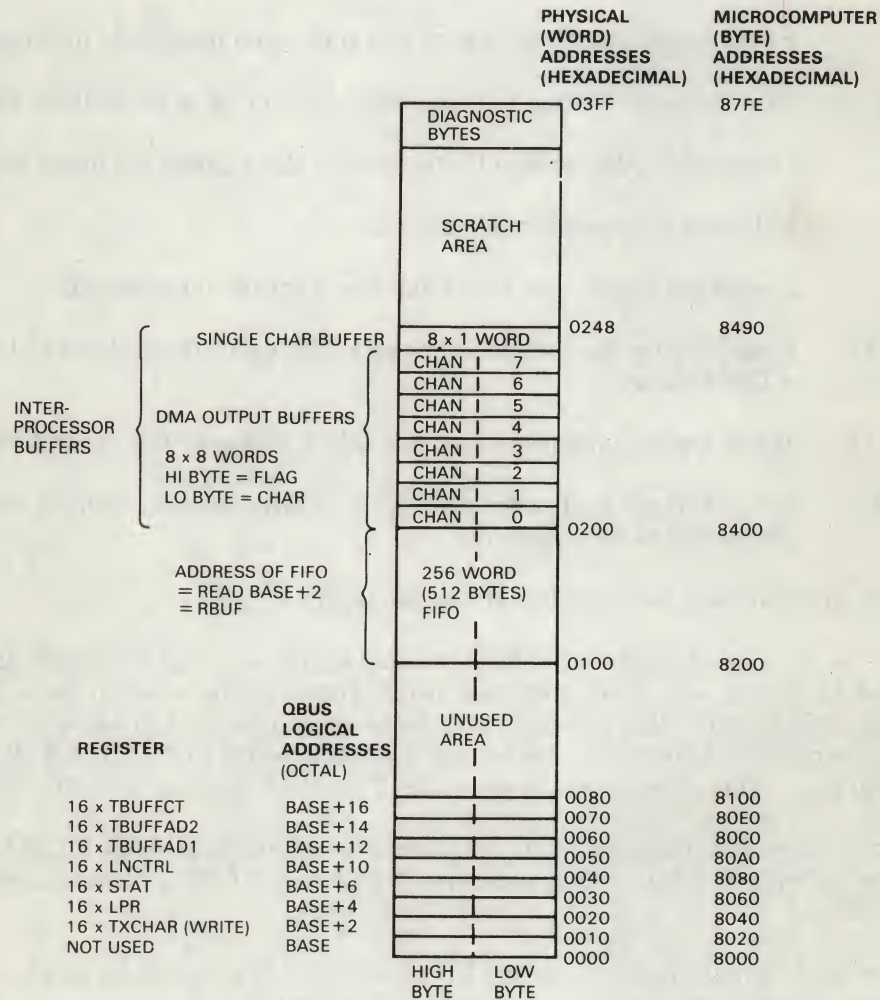 PHYSICAL (WORD) ADDRESSES (HEXADECIMAL)
MICROCOMPUTER (BYTE) ADDRESSES (HEXADECIMAL)
DIAGNOSTIC BYTES
03FF 87FE
SCRATCH AREA
0248 8490
INTER-PROCESSOR BUFFERS
SINGLE CHAR BUFFER
8 x 1 WORD
DMA OUTPUT BUFFERS
8 x 8 WORDS
HI BYTE = FLAG
LO BYTE = CHAR
CHAN 7
CHAN 6
CHAN 5
CHAN 4
CHAN 3
CHAN 2
CHAN
CHAN 0
0200 8400
ADDRESS OF FIFO
= READ BASE+2
= RBUF
256 WORD
(512 BYTES)
FIFO
0100 8200
UNUSED AREA
REGISTER
QBUS LOGICAL ADDRESSES (OCTAL)
0080 8100
16 x TBUFFCT BASE+16
0070 80E0
16 x TBUFFAD2 BASE+14
0060 80C0
16 x TBUFFAD1 BASE+12
0050 80A0
16 x LNCTRL BASE+10
0040 8080
16 x STAT BASE+6
0030 8060
16 x LPR BASE+4
0020 8040
16 x TXCHAR (WRITE) BASE+2
0010 8020
NOT USED BASE
0000 8000
HIGH BYTE
LOW BYTE